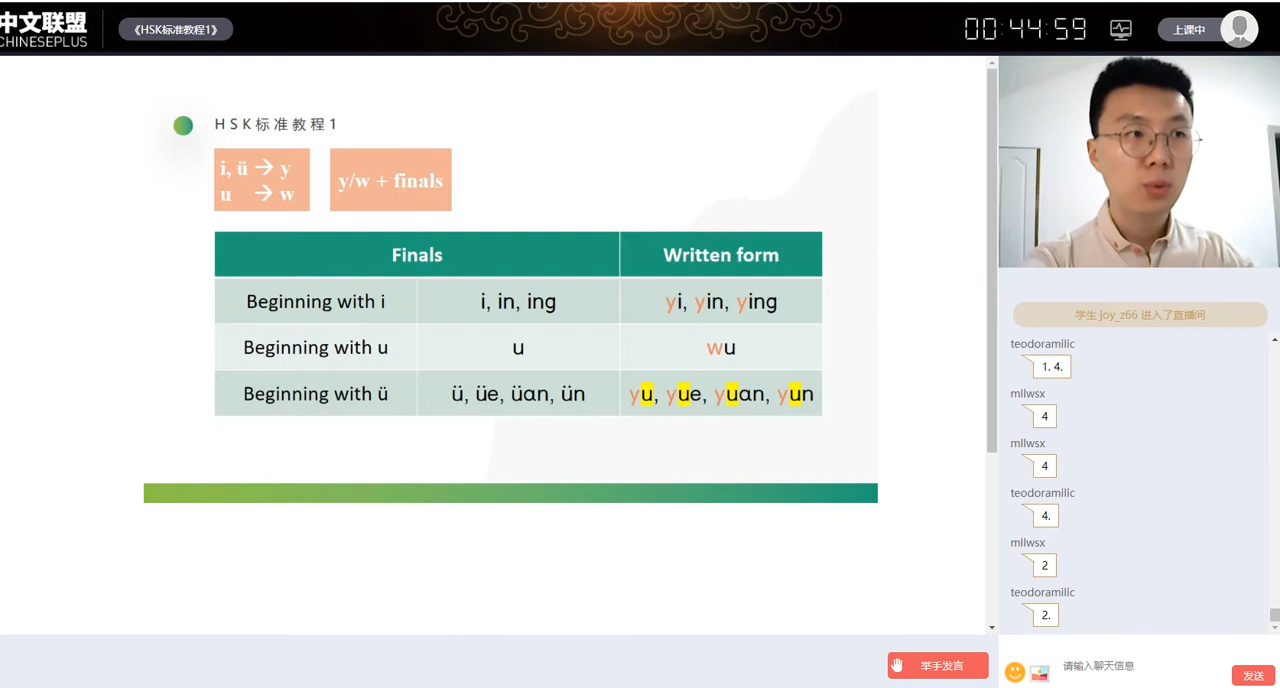 中文联盟
CHINESEPLUS
《HSK标准教程1》
00:44:59
上课中
HSK标准教程1
i, ü → y
u → w
y/w + finals
Finals
Written form
Beginning with i
i, in, ing
yi, yin, ying
Beginning with u
u
wu
Beginning with ü
ü, üe, üɑn, ün
yu, yue, yuɑn, yun
学生 joy_z66 进入了直播间
teodoramilic
1. 4.
mllwsx
4
mllwsx
4
teodoramilic
4.
mllwsx
2
teodoramilic
2.
举手发言
请输入聊天信息
发送